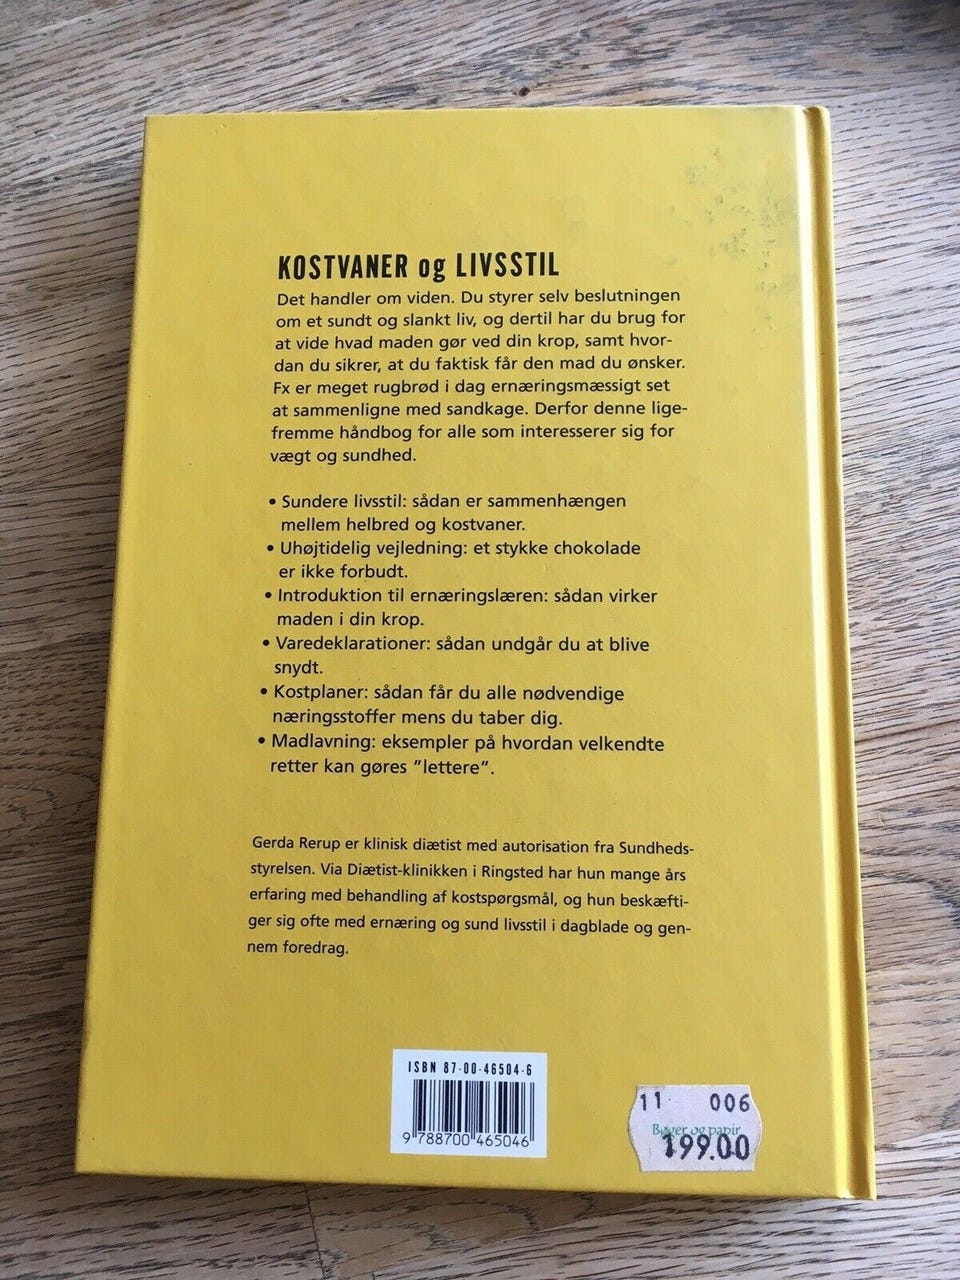 KOSTVANER og LIVSSTIL
Det handler om viden. Du styrer selv beslutningen
om et sundt og slankt liv, og dertil har du brug for
at vide hvad maden gør ved din krop, samt hvor-
dan du sikrer, at du faktisk får den mad du ønsker.
Fx er meget rugbrød i dag ernæringsmæssigt set
at sammenligne med sandkage. Derfor denne lige-
fremme håndbog for alle som interesserer sig for
vægt og sundhed.
• Sundere livsstil: sådan er sammenhængen
mellem helbred og kostvaner.
• Uhøjtidelig vejledning: et stykke chokolade
er ikke forbudt.
• Introduktion til ernæringslæren: sådan virker
maden i din krop.
• Varedeklarationer: sådan undgår du at blive
snydt.
• Kostplaner: sådan får du alle nødvendige
næringsstoffer mens du taber dig.
• Madlavning: eksempler på hvordan velkendte
retter kan gøres ”lettere”.
Gerda Rerup er klinisk diætist med autorisation fra Sundheds-
styrelsen. Via Diætist-klinikken i Ringsted har hun mange års
erfaring med behandling af kostspørgsmål, og hun beskæfti-
ger sig ofte med ernæring og sund livsstil i dagblade og gen-
nem foredrag.
ISBN 87-00-46504-6
9 788700 465046
11 006
Bøger og papir
199.00